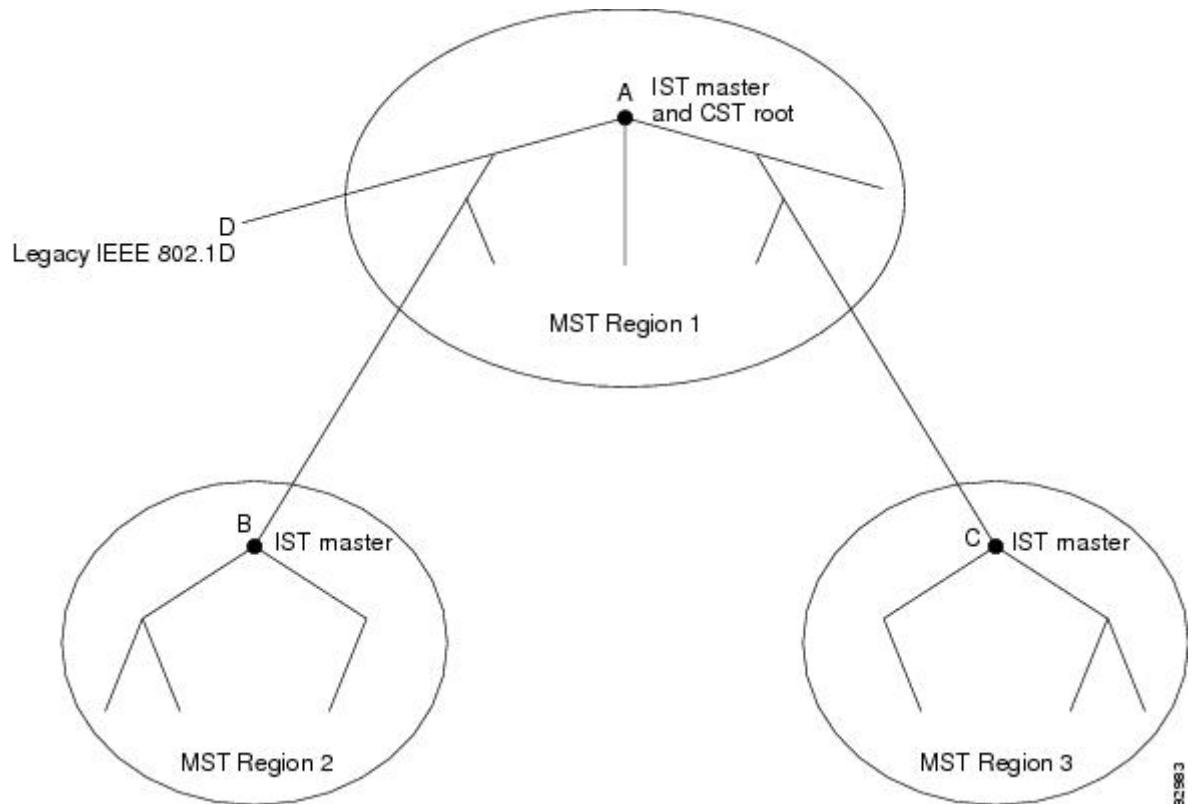 A
IST master
and CST root
D
Legacy IEEE 802.1D
MST Region 1
B
IST master
C
IST master
MST Region 2
MST Region 3
92983